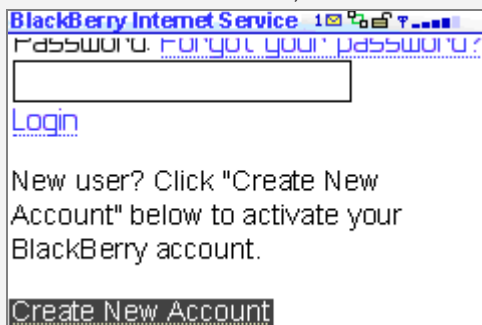 BlackBerry Internet Service 1
Password: Forgot your password?
Login
New user? Click "Create New
Account" below to activate your
BlackBerry account.
Create New Account